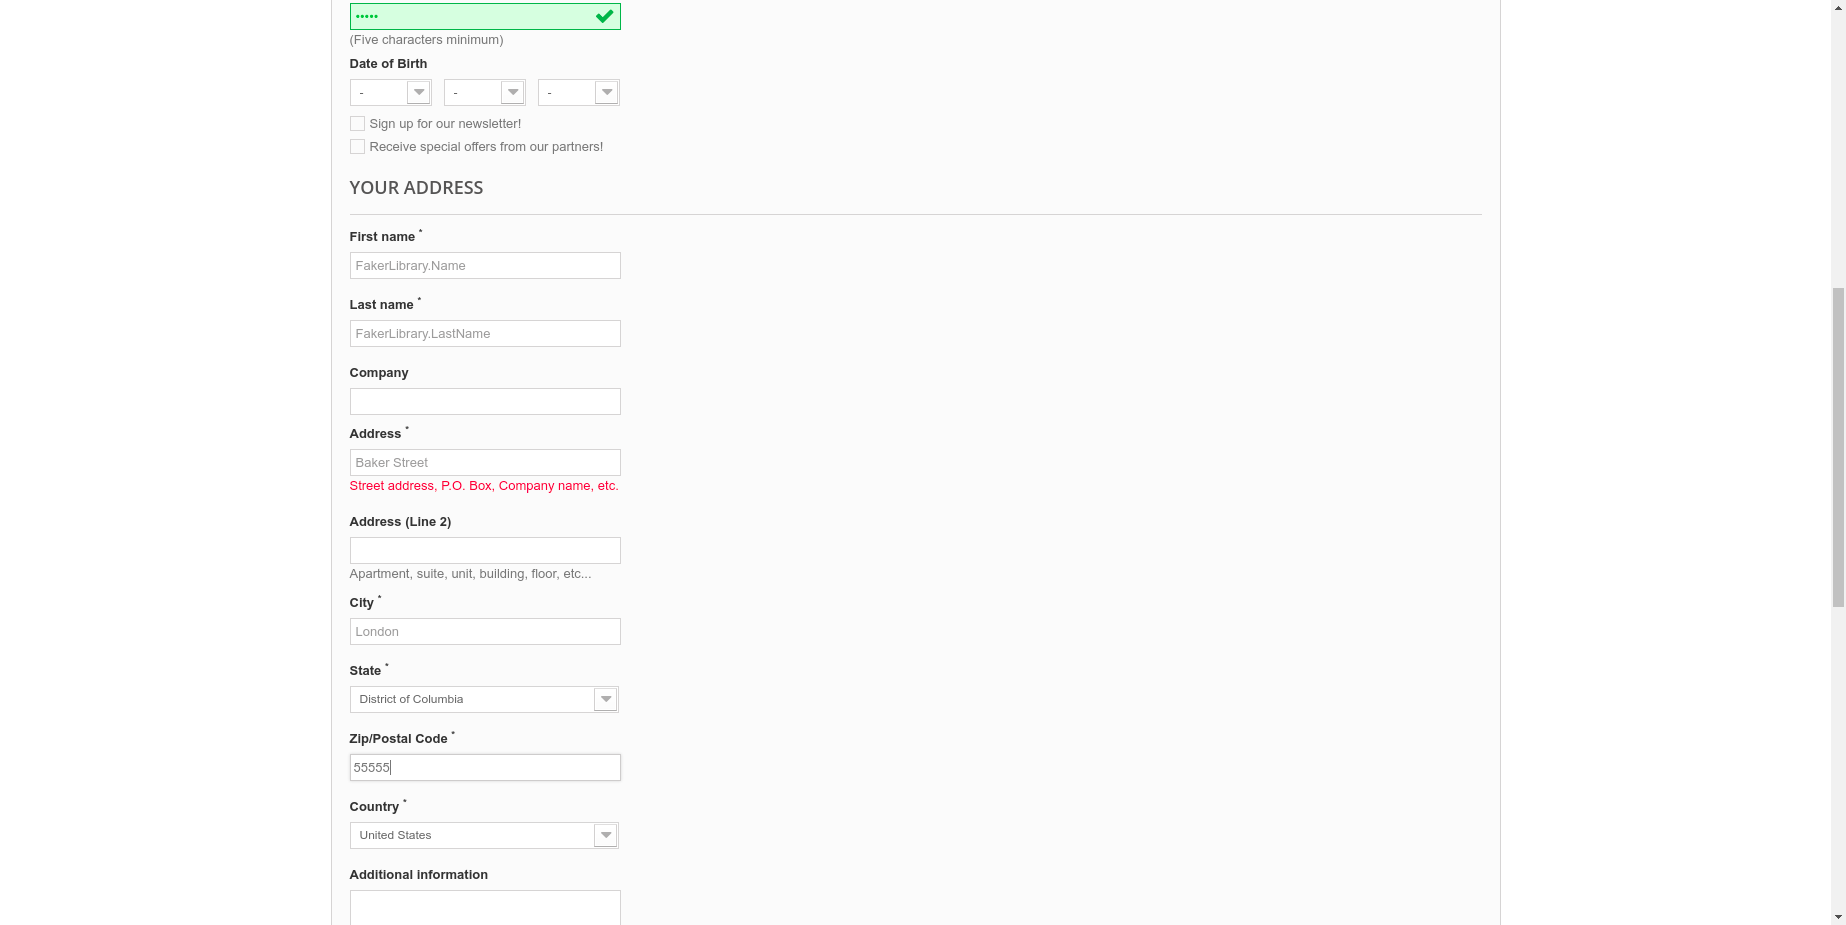 •••••
(Five characters minimum)
Date of Birth
- - -
Sign up for our newsletter!
Receive special offers from our partners!
YOUR ADDRESS
First name *
FakerLibrary.Name
Last name *
FakerLibrary.LastName
Company
Address *
Baker Street
Street address, P.O. Box, Company name, etc.
Address (Line 2)
Apartment, suite, unit, building, floor, etc...
City *
London
State *
District of Columbia
Zip/Postal Code *
55555
Country *
United States
Additional information